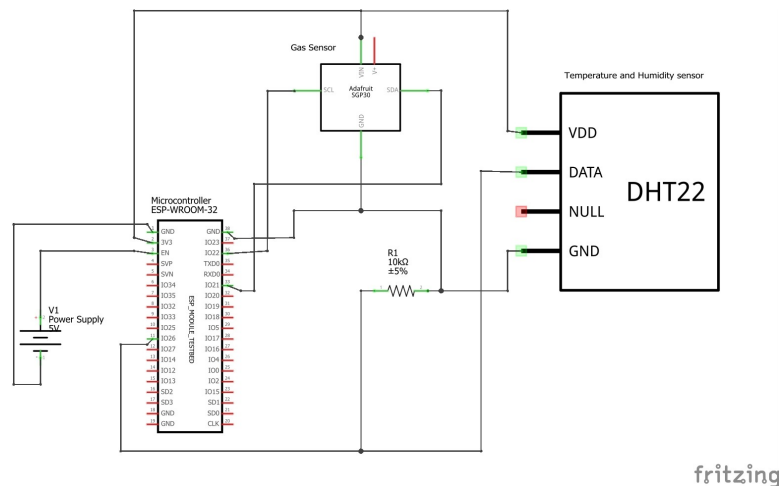 Gas Sensor
VIN
V+
SCL
Adafruit
SGP30
SDA
GND
Temperature and Humidity sensor
VDD
DATA
DHT22
NULL
GND
Microcontroller
ESP-WROOM-32
GND
3V3
EN
SVP
SVN
IO34
IO35
IO32
IO33
IO25
IO26
IO27
IO14
IO12
IO13
SD2
SD3
GND
GND
ESP_MODULE_TESTBED
GND
IO23
IO22
TXD0
RXD0
IO21
IO20
IO19
IO18
IO5
IO17
IO16
IO4
IO0
IO2
IO15
SD1
SD0
CLK
R1
10kΩ
±5%
V1
Power Supply
5V
fritzing